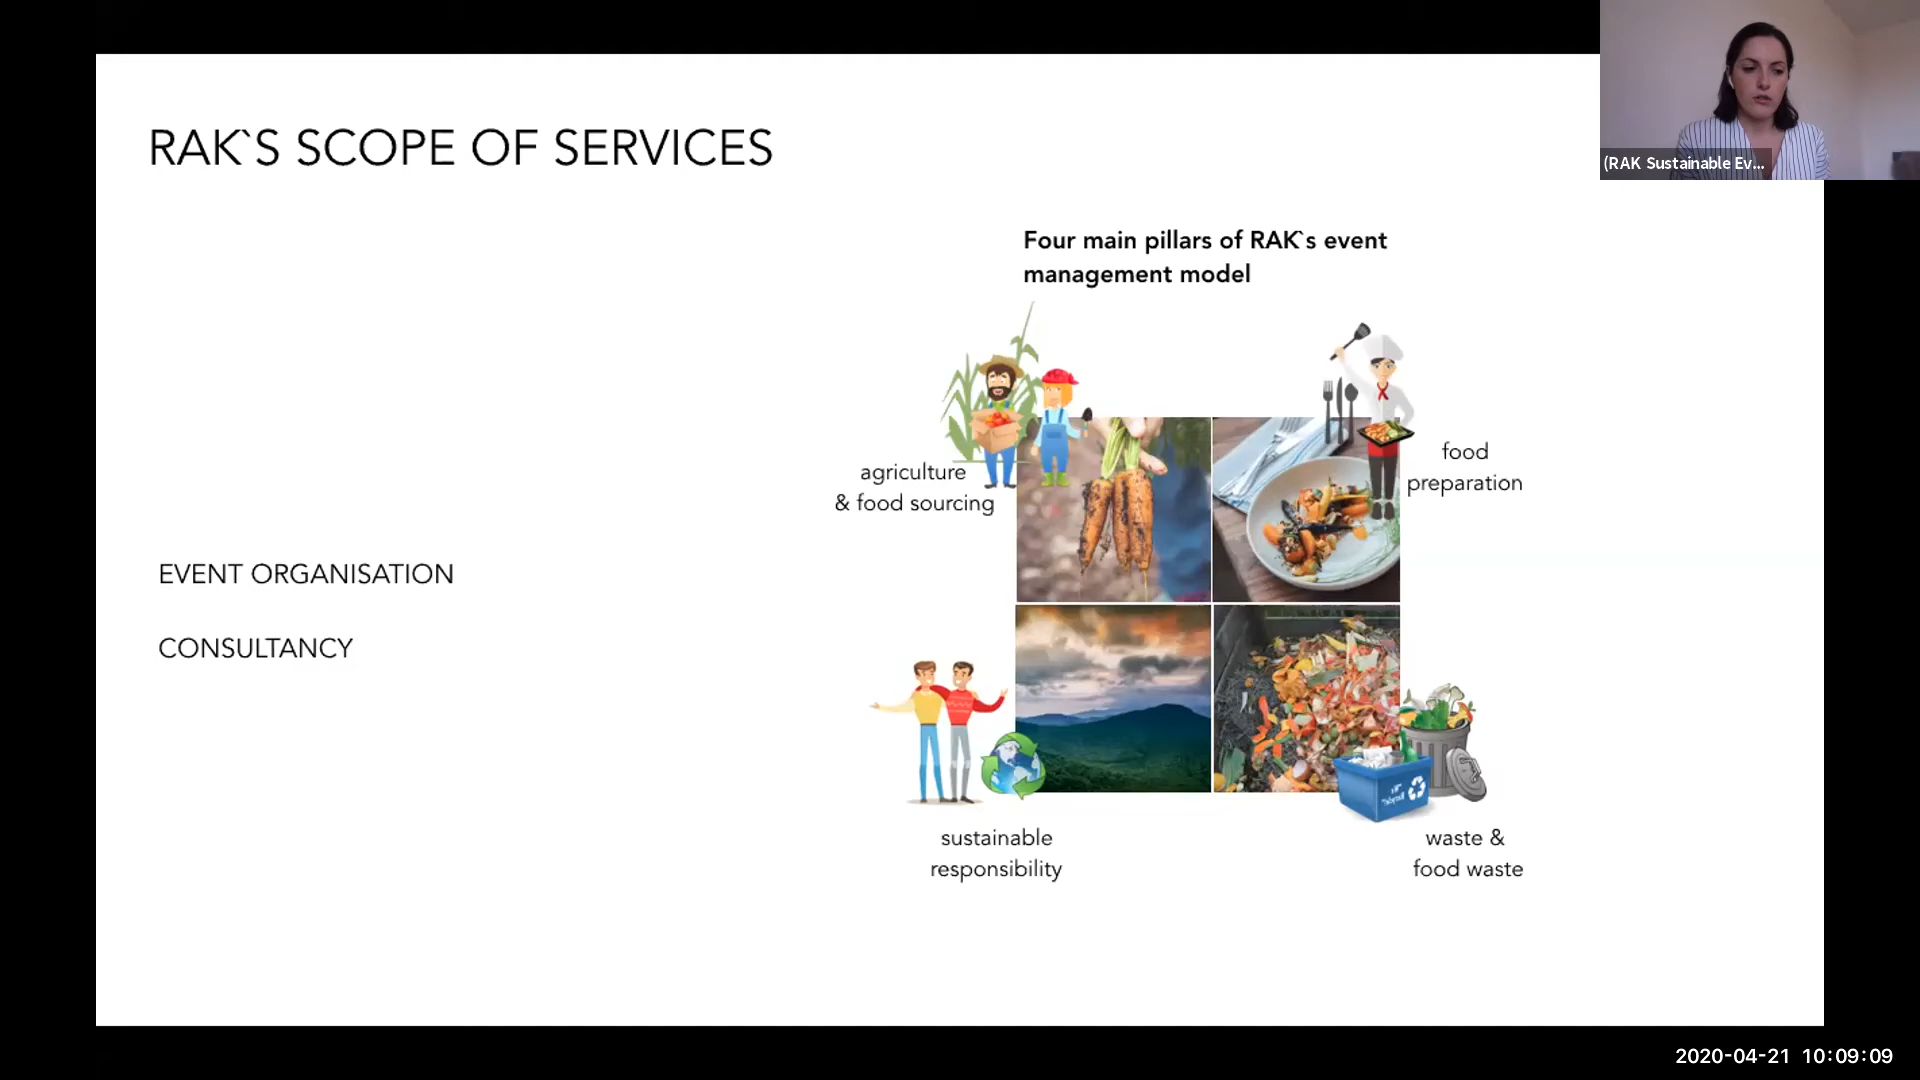 (RAK Sustainable Ev...
RAK`S SCOPE OF SERVICES
Four main pillars of RAK`s event
management model
agriculture
& food sourcing
food
preparation
EVENT ORGANISATION
CONSULTANCY
sustainable
responsibility
waste &
food waste
2020-04-21 10:09:09